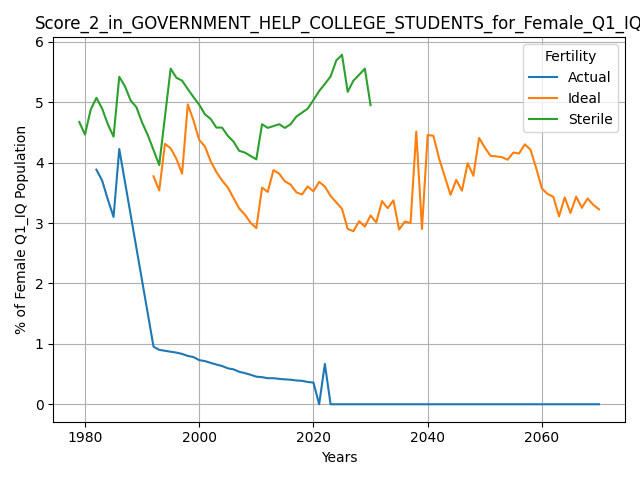 Score_2_in_GOVERNMENT_HELP_COLLEGE_STUDENTS_for_Female_Q1_IQ
Fertility
Actual
Ideal
Sterile
% of Female Q1_IQ Population
6
5
4
3
2
1
0
1980 2000 2020 2040 2060
Years